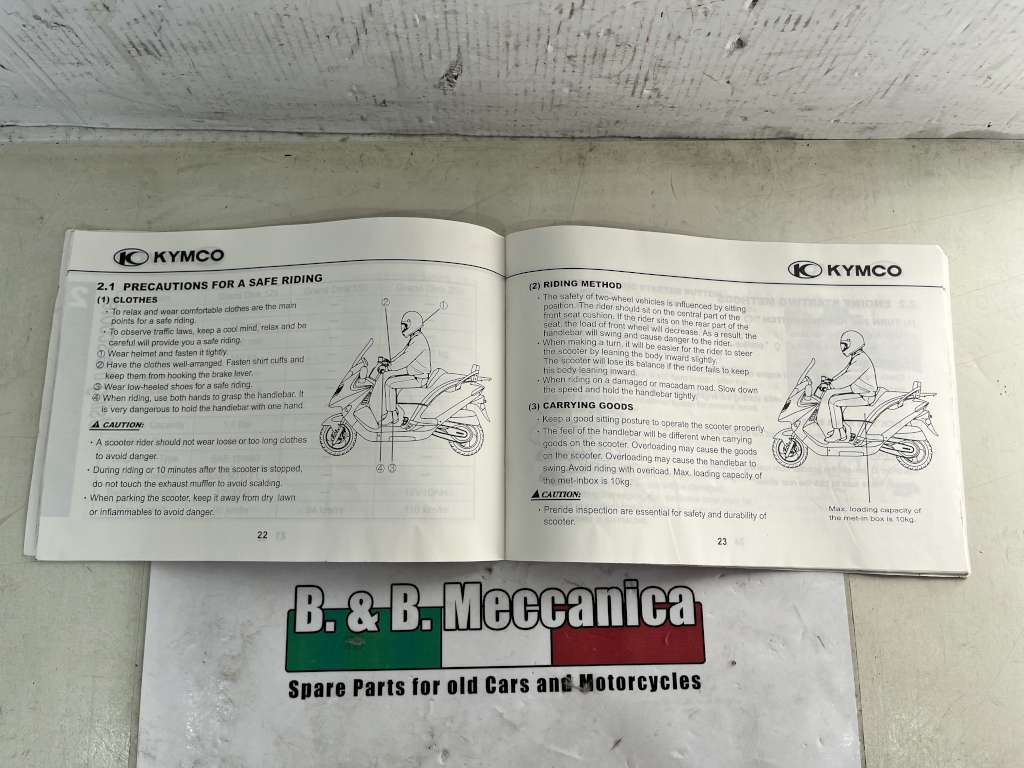 KYMCO
2.1 PRECAUTIONS FOR A SAFE RIDING
(1) CLOTHES
· To relax and wear comfortable clothes are the main
points for a safe riding.
· To observe traffic laws, keep a cool mind, relax and be
careful will provide you a safe riding.
① Wear helmet and fasten it tightly.
② Have the clothes well-arranged. Fasten shirt cuffs and
keep them from hooking the brake lever.
③ Wear low-heeled shoes for a safe riding.
④ When riding, use both hands to grasp the handlebar. It
is very dangerous to hold the handlebar with one hand.
CAUTION:
· A scooter rider should not wear loose or too long clothes
to avoid danger.
· During riding or 10 minutes after the scooter is stopped,
do not touch the exhaust muffler to avoid scalding.
· When parking the scooter, keep it away from dry lawn
or inflammables to avoid danger.
②
①
④ ③
22
KYMCO
(2) RIDING METHOD
· The safety of two-wheel vehicles is influenced by sitting
position. The rider should sit on the central part of the
front seat cushion. If the rider sits on the rear part of the
seat, the load of front wheel will decrease. As a result, the
handlebar will swing and cause danger to the rider.
· When making a turn, it will be easier for the rider to steer
the scooter by leaning the body inward slightly.
The scooter will lose its balance if the rider fails to keep
his body leaning inward.
· When riding on a damaged or macadam road. Slow down
the speed and hold the handlebar tightly.
(3) CARRYING GOODS
· Keep a good sitting posture to operate the scooter properly.
· The feel of the handlebar will be different when carrying
goods on the scooter. Overloading may cause the goods
on the scooter. Overloading may cause the handlebar to
swing.Avoid riding with overload. Max. loading capacity of
the met-inbox is 10kg.
CAUTION:
· Preride inspection are essential for safety and durability of
scooter.
Max. loading capacity of
the met-in box is 10kg.
23
B. & B. Meccanica
Spare Parts for old Cars and Motorcycles